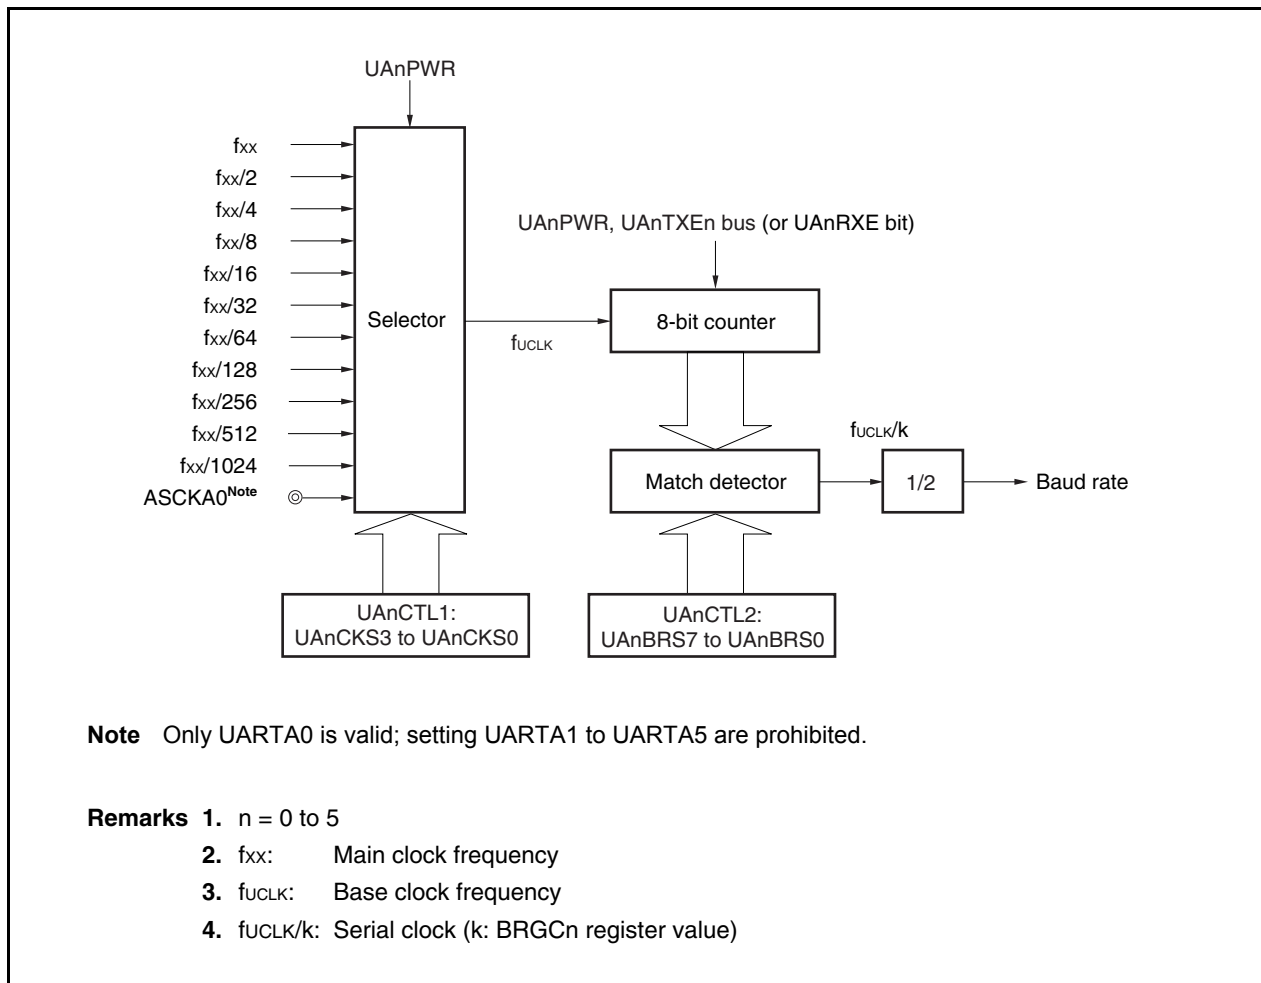 UAnPWR
fxx
fxx/2
fxx/4
fxx/8
fxx/16
fxx/32
fxx/64
fxx/128
fxx/256
fxx/512
fxx/1024
ASCKA0Note
Selector
fUCLK
UAnPWR, UAnTXEn bus (or UAnRXE bit)
8-bit counter
Match detector
fUCLK/k
1/2
Baud rate
UAnCTL1:
UAnCKS3 to UAnCKS0
UAnCTL2:
UAnBRS7 to UAnBRS0
Note Only UARTA0 is valid; setting UARTA1 to UARTA5 are prohibited.
Remarks 1. n = 0 to 5
2. fxx: Main clock frequency
3. fUCLK: Base clock frequency
4. fUCLK/k: Serial clock (k: BRGCn register value)